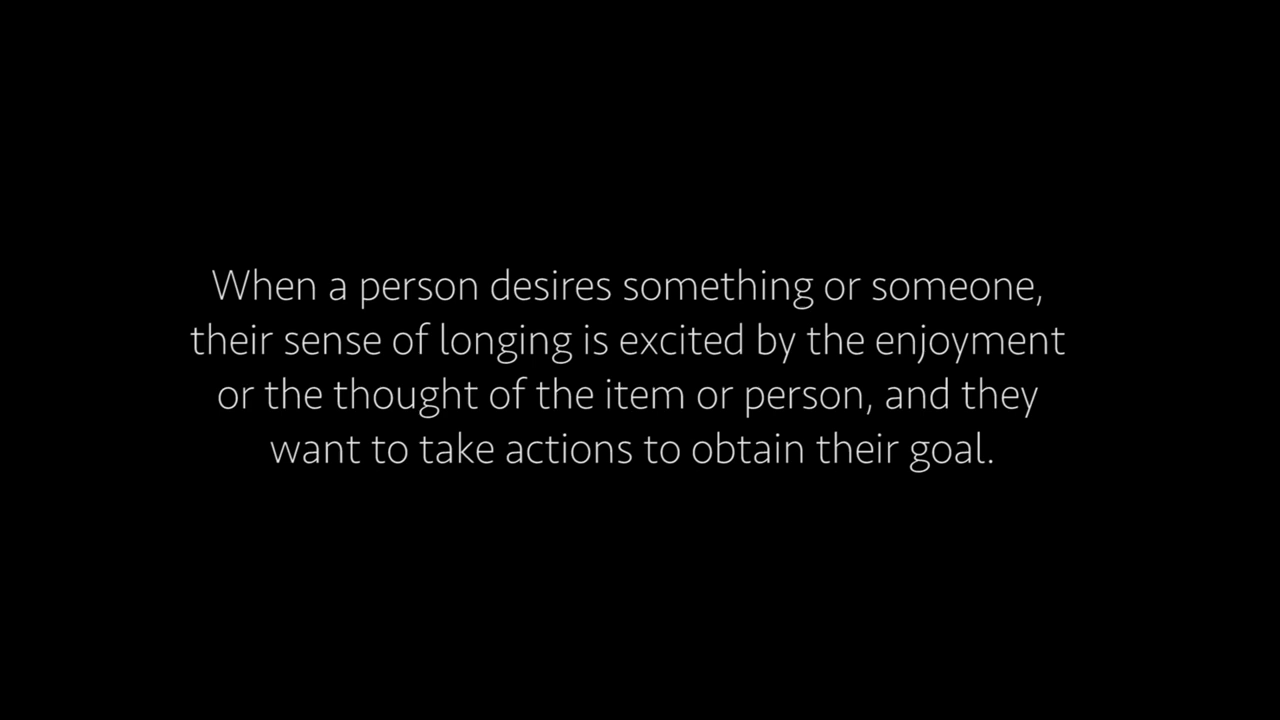 When a person desires something or someone,
their sense of longing is excited by the enjoyment
or the thought of the item or person, and they
want to take actions to obtain their goal.